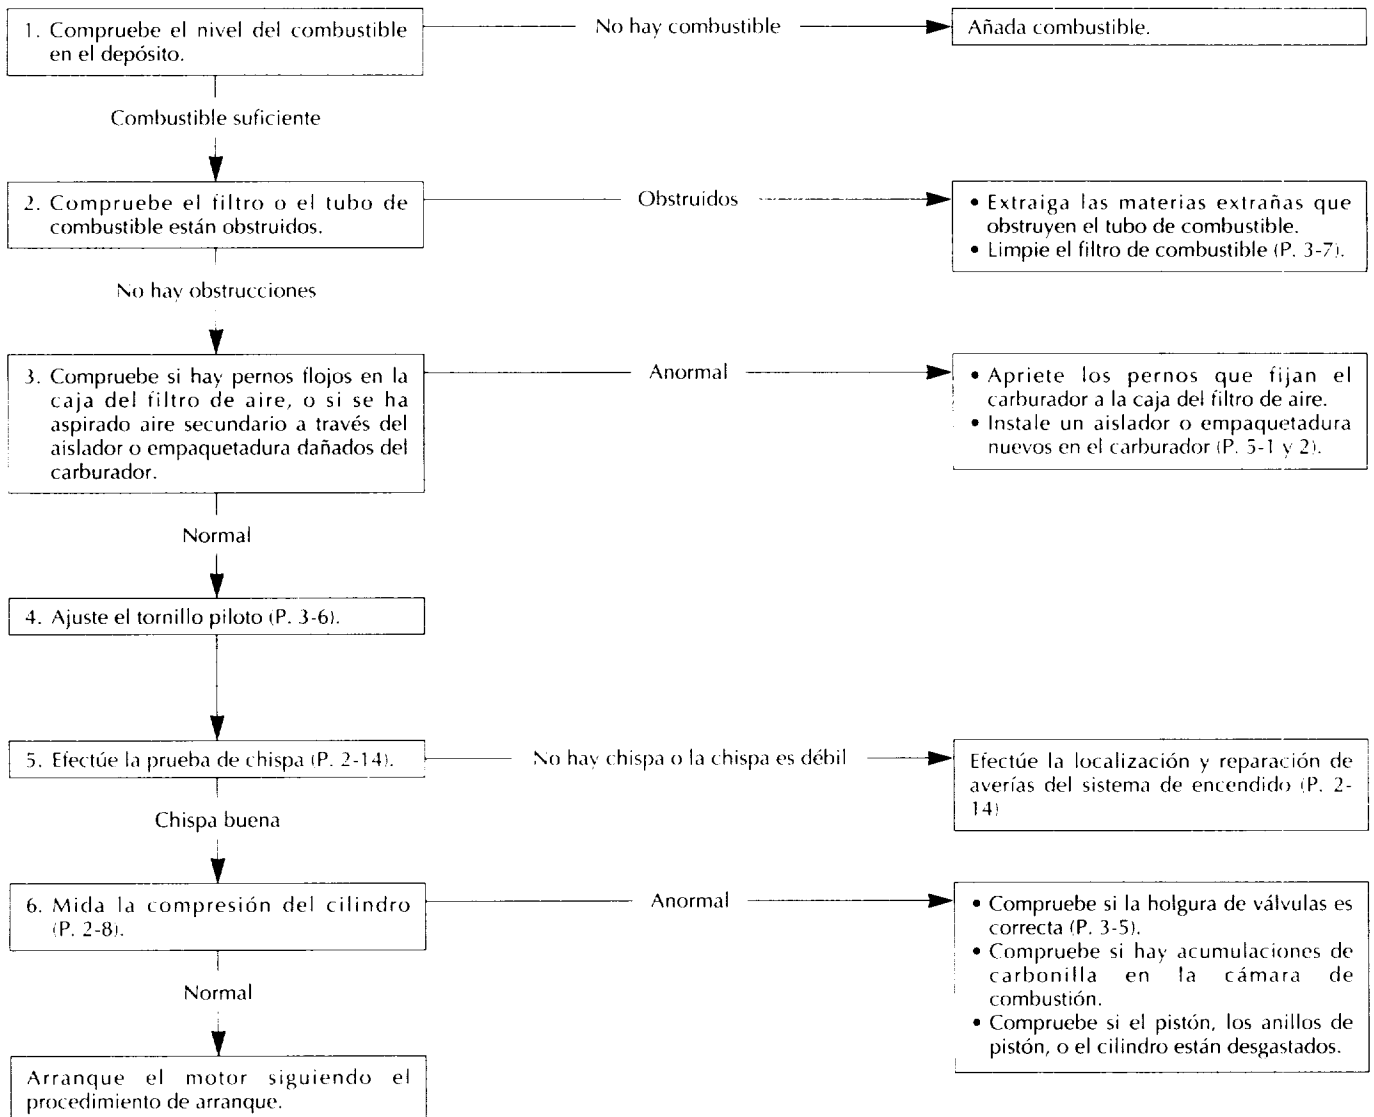 1. Compruebe el nivel del combustible
en el depósito.
No hay combustible
Añada combustible.
Combustible suficiente
2. Compruebe el filtro o el tubo de
combustible están obstruidos.
Obstruidos
• Extraiga las materias extrañas que
obstruyen el tubo de combustible.
• Limpie el filtro de combustible (P. 3-7).
No hay obstrucciones
3. Compruebe si hay pernos flojos en la
caja del filtro de aire, o si se ha
aspirado aire secundario a través del
aislador o empaquetadura dañados del
carburador.
Anormal
• Apriete los pernos que fijan el
carburador a la caja del filtro de aire.
• Instale un aislador o empaquetadura
nuevos en el carburador (P. 5-1 y 2).
Normal
4. Ajuste el tornillo piloto (P. 3-6).
5. Efectúe la prueba de chispa (P. 2-14).
No hay chispa o la chispa es débil
Efectúe la localización y reparación de
averías del sistema de encendido (P. 2-
14)
Chispa buena
6. Mida la compresión del cilindro
(P. 2-8).
Anormal
• Compruebe si la holgura de válvulas es
correcta (P. 3-5).
• Compruebe si hay acumulaciones de
carbonilla en la cámara de
combustión.
• Compruebe si el pistón, los anillos de
pistón, o el cilindro están desgastados.
Normal
Arranque el motor siguiendo el
procedimiento de arranque.